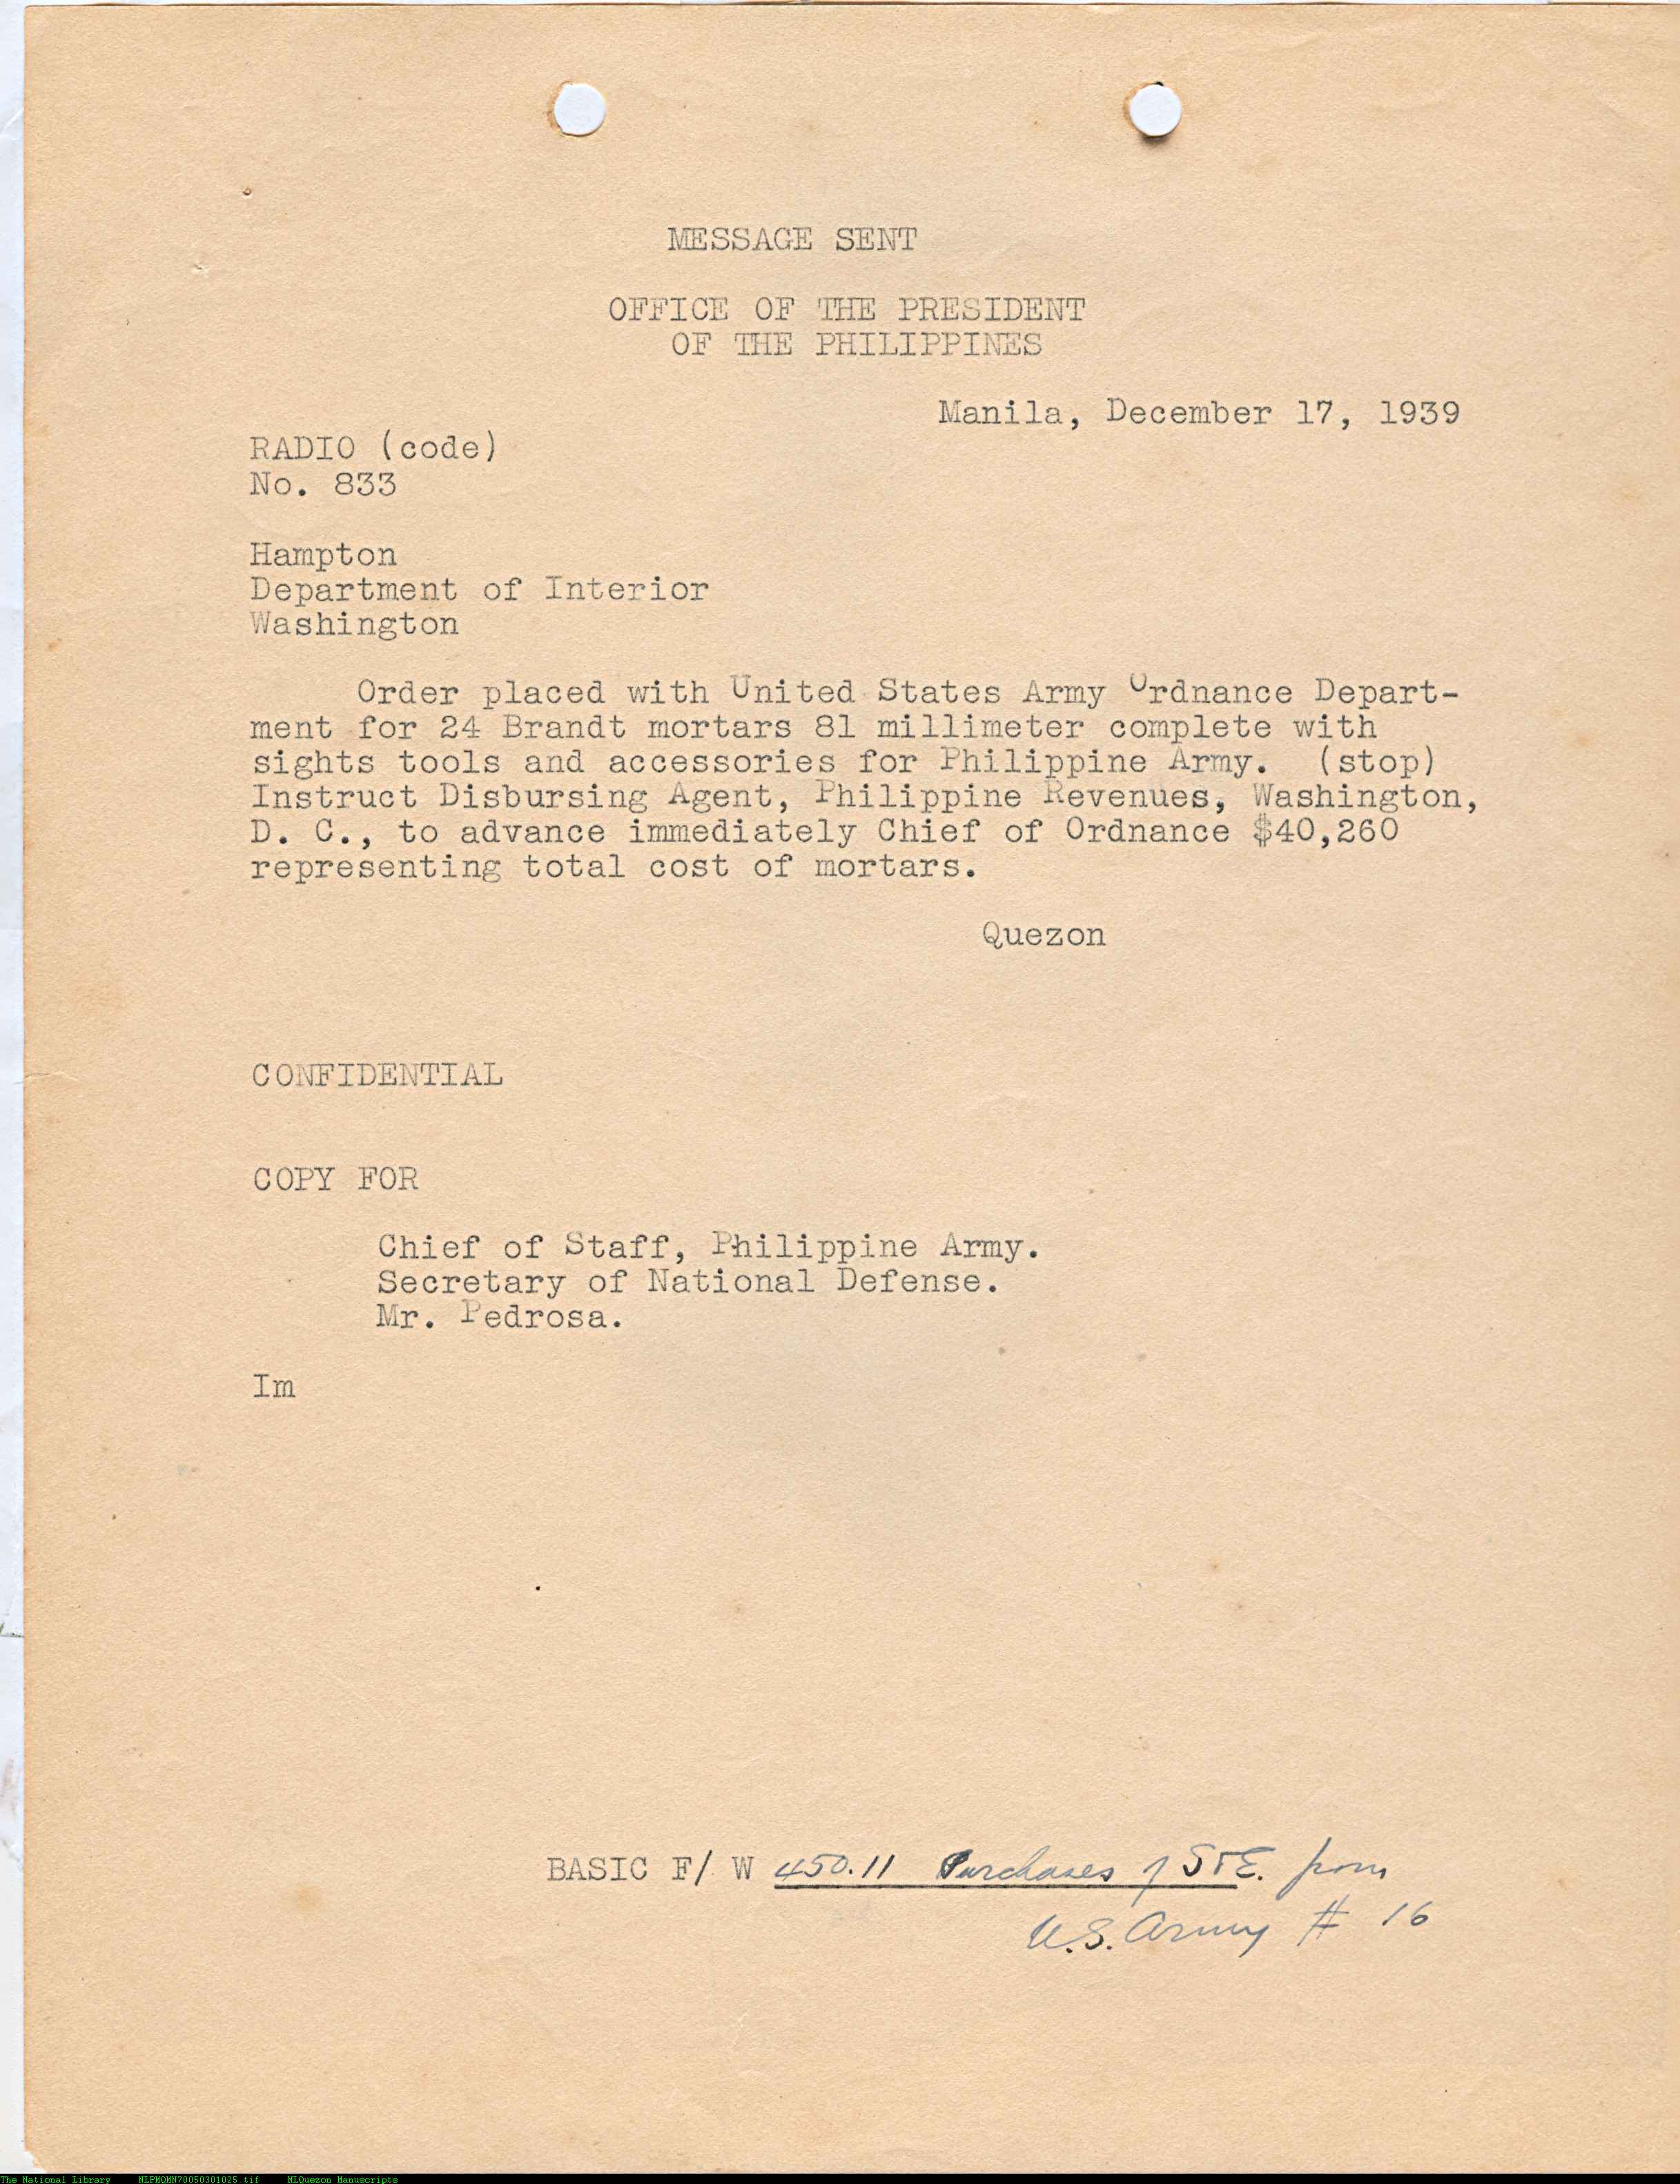 MESSAGE SENT
OFFICE OF THE PRESIDENT
OF THE PHILIPPINES
Manila, December 17, 1939
RADIO (code)
No. 833
Hampton
Department of Interior
Washington
Order placed with United States Army Ordnance Depart-
ment for 24 Brandt mortars 81 millimeter complete with
sights tools and accessories for Philippine Army. (stop)
Instruct Disbursing Agent, Philippine Revenues, Washington,
D. C., to advance immediately Chief of Ordnance $40,260
representing total cost of mortars.
Quezon
CONFIDENTIAL
COPY FOR
Chief of Staff, Philippine Army.
Secretary of National Defense.
Mr. Pedrosa.
Im
BASIC F/ W 450.11 Purchases of S&E. from
U.S. Army # 16
The National Library NLPMQMN70050301025.tif MLQuezon Manuscripts